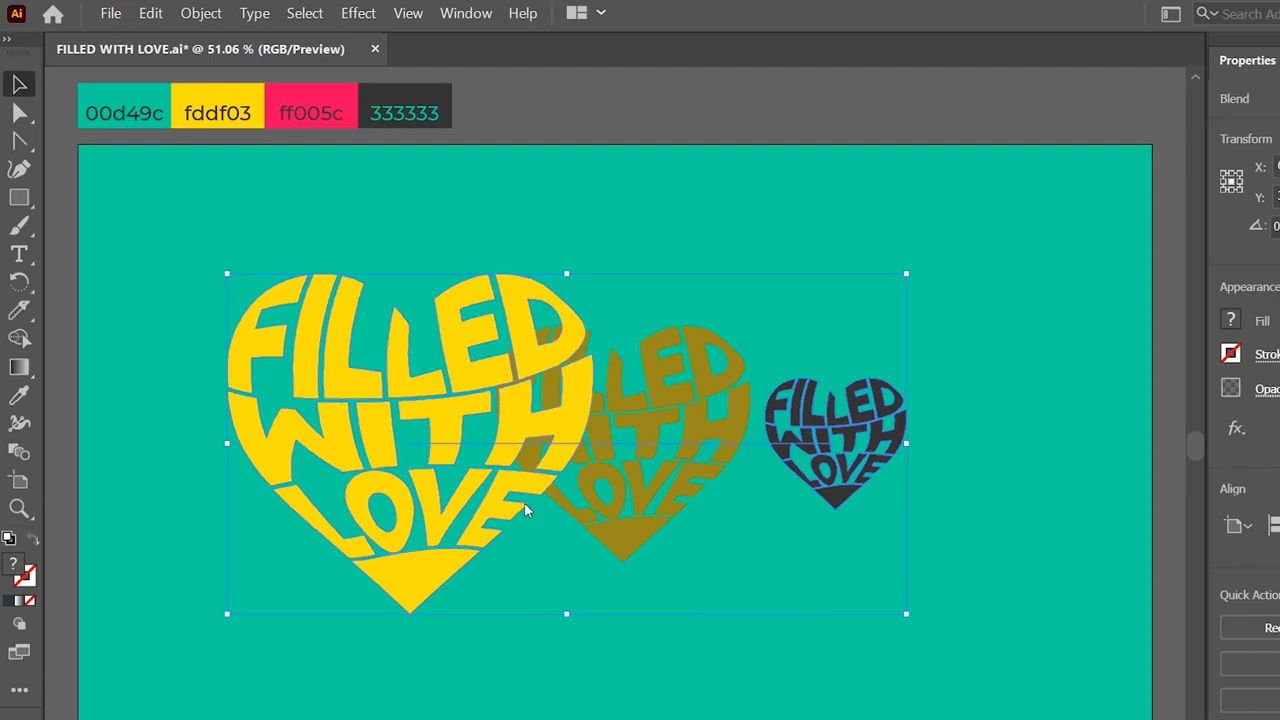 Ai
File Edit Object Type Select Effect View Window Help
Search Ad
FILLED WITH LOVE.ai* @ 51.06 % (RGB/Preview) ×
00d49c fddf03 ff005c 333333
FILLED
WITH
LOVE
FILLED
WITH
LOVE
FILLED
WITH
LOVE
Properties
Blend
Transform
X:
Y:
0
Appearance
? Fill
Strok
Opac
fx.
Align
Quick Action
Re
?